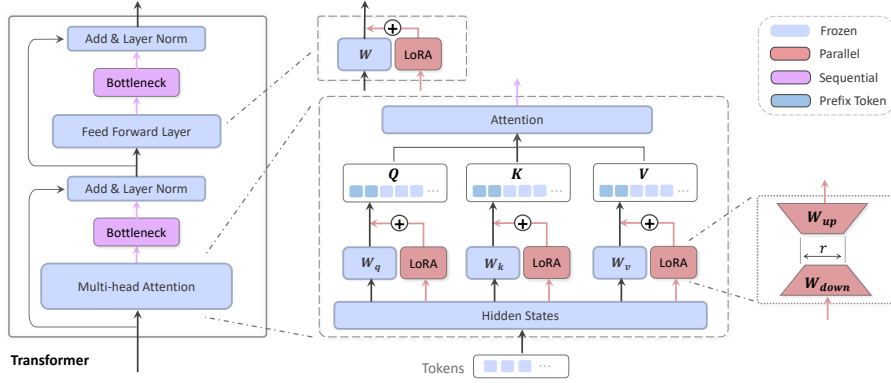 Add & Layer Norm
Bottleneck
Feed Forward Layer
Add & Layer Norm
Bottleneck
Multi-head Attention
Transformer
W
LoRA
Attention
Q
...
K
...
V
...
W_q
LoRA
W_k
LoRA
W_v
LoRA
Hidden States
Tokens
...
Frozen
Parallel
Sequential
Prefix Token
W_up
r
W_down